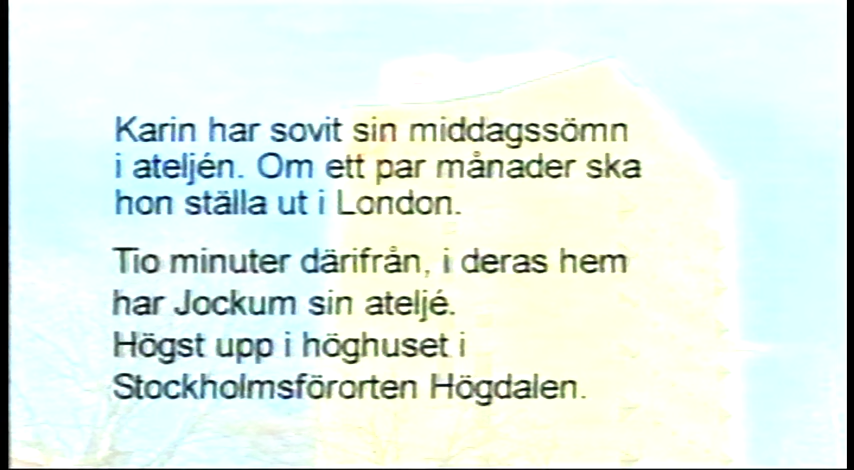 Karin har sovit sin middagssömn
i ateljén. Om ett par månader ska
hon ställa ut i London.
Tio minuter därifrån, i deras hem
har Jockum sin ateljé.
Högst upp i höghuset i
Stockholmsförorten Högdalen.